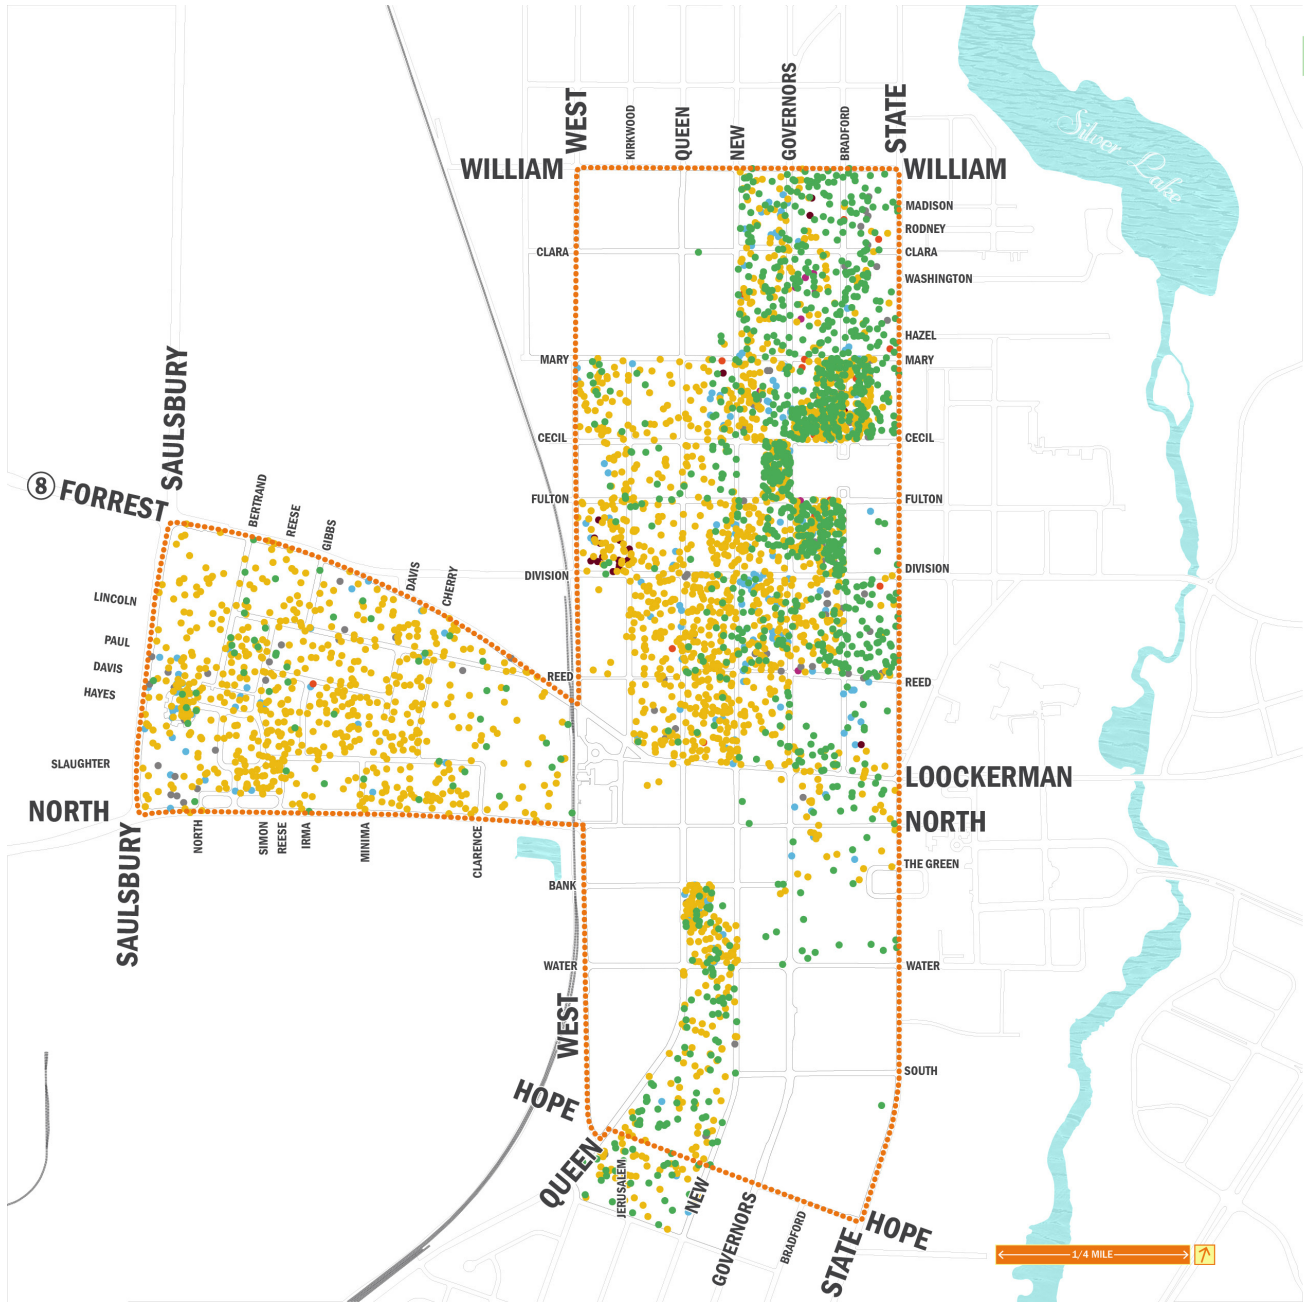 WEST
KIRKWOOD
QUEEN
NEW
GOVERNORS
BRADFORD
STATE
Silver Lake
WILLIAM
WILLIAM
MADISON
RODNEY
CLARA
CLARA
WASHINGTON
HAZEL
MARY
MARY
SAULSBURY
CECIL
CECIL
8 FORREST
BERTRAND
REESE
GIBBS
FULTON
FULTON
DAVIS
CHERRY
DIVISION
DIVISION
LINCOLN
PAUL
DAVIS
HAYES
REED
REED
SLAUGHTER
LOOCKERMAN
NORTH
NORTH
SAULSBURY
NORTH
SIMON
REESE
IRMA
MINIMA
CLARENCE
THE GREEN
BANK
WATER
WATER
WEST
SOUTH
HOPE
QUEEN
JERUSALEM
NEW
GOVERNORS
BRADFORD
STATE
HOPE
1/4 MILE